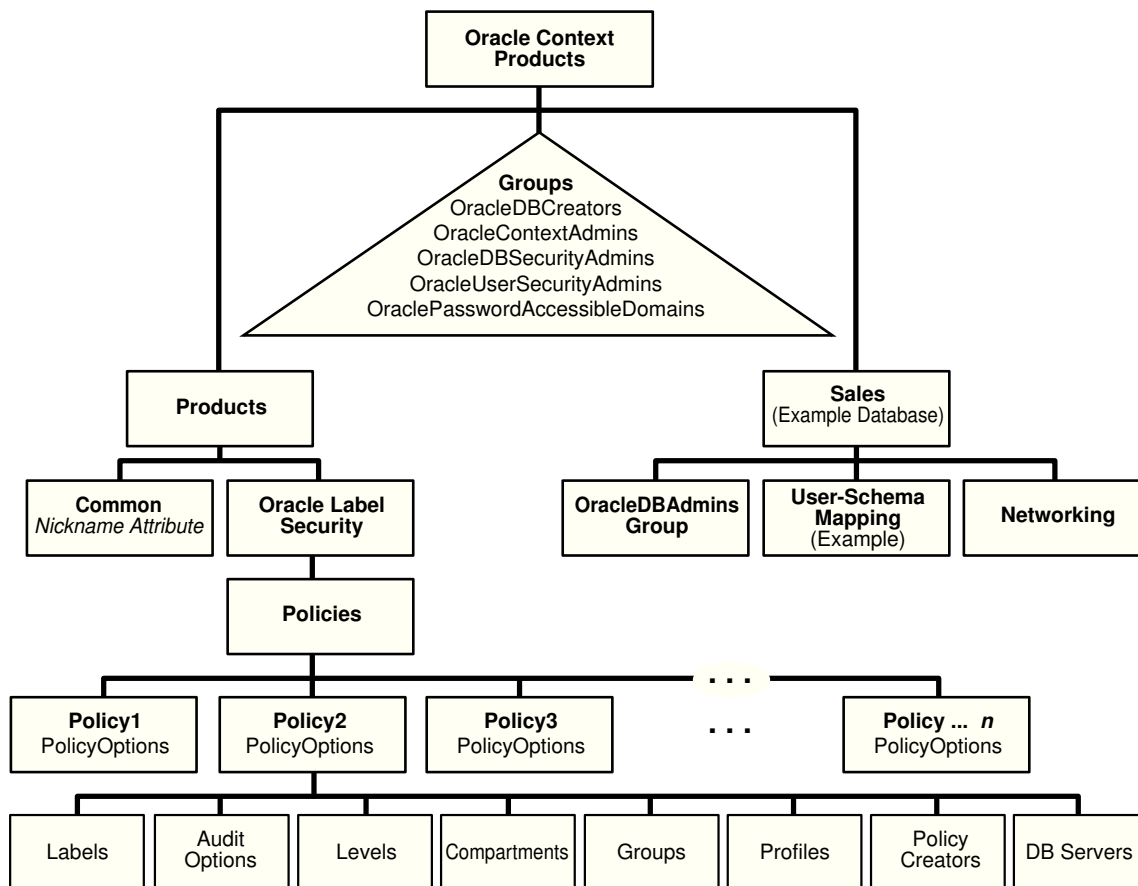 Oracle Context
Products
Groups
OracleDBCreators
OracleContextAdmins
OracleDBSecurityAdmins
OracleUserSecurityAdmins
OraclePasswordAccessibleDomains
Products
Sales
(Example Database)
Common
Nickname Attribute
Oracle Label
Security
OracleDBAdmins
Group
User-Schema
Mapping
(Example)
Networking
Policies
. . .
Policy1
PolicyOptions
Policy2
PolicyOptions
Policy3
PolicyOptions
. . .
Policy ... n
PolicyOptions
Labels
Audit
Options
Levels
Compartments
Groups
Profiles
Policy
Creators
DB Servers